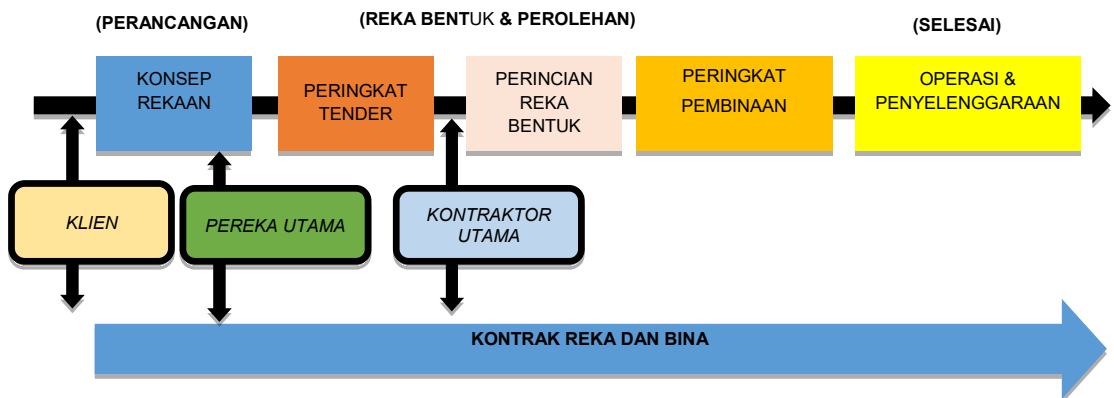 (PERANCANGAN)
(REKA BENTUK & PEROLEHAN)
(SELESAI)
KONSEP
REKAAN
PERINGKAT
TENDER
PERINCIAN
REKA
BENTUK
PERINGKAT
PEMBINAAN
OPERASI &
PENYELENGGARAAN
KLIEN
PEREKA UTAMA
KONTRAKTOR
UTAMA
KONTRAK REKA DAN BINA